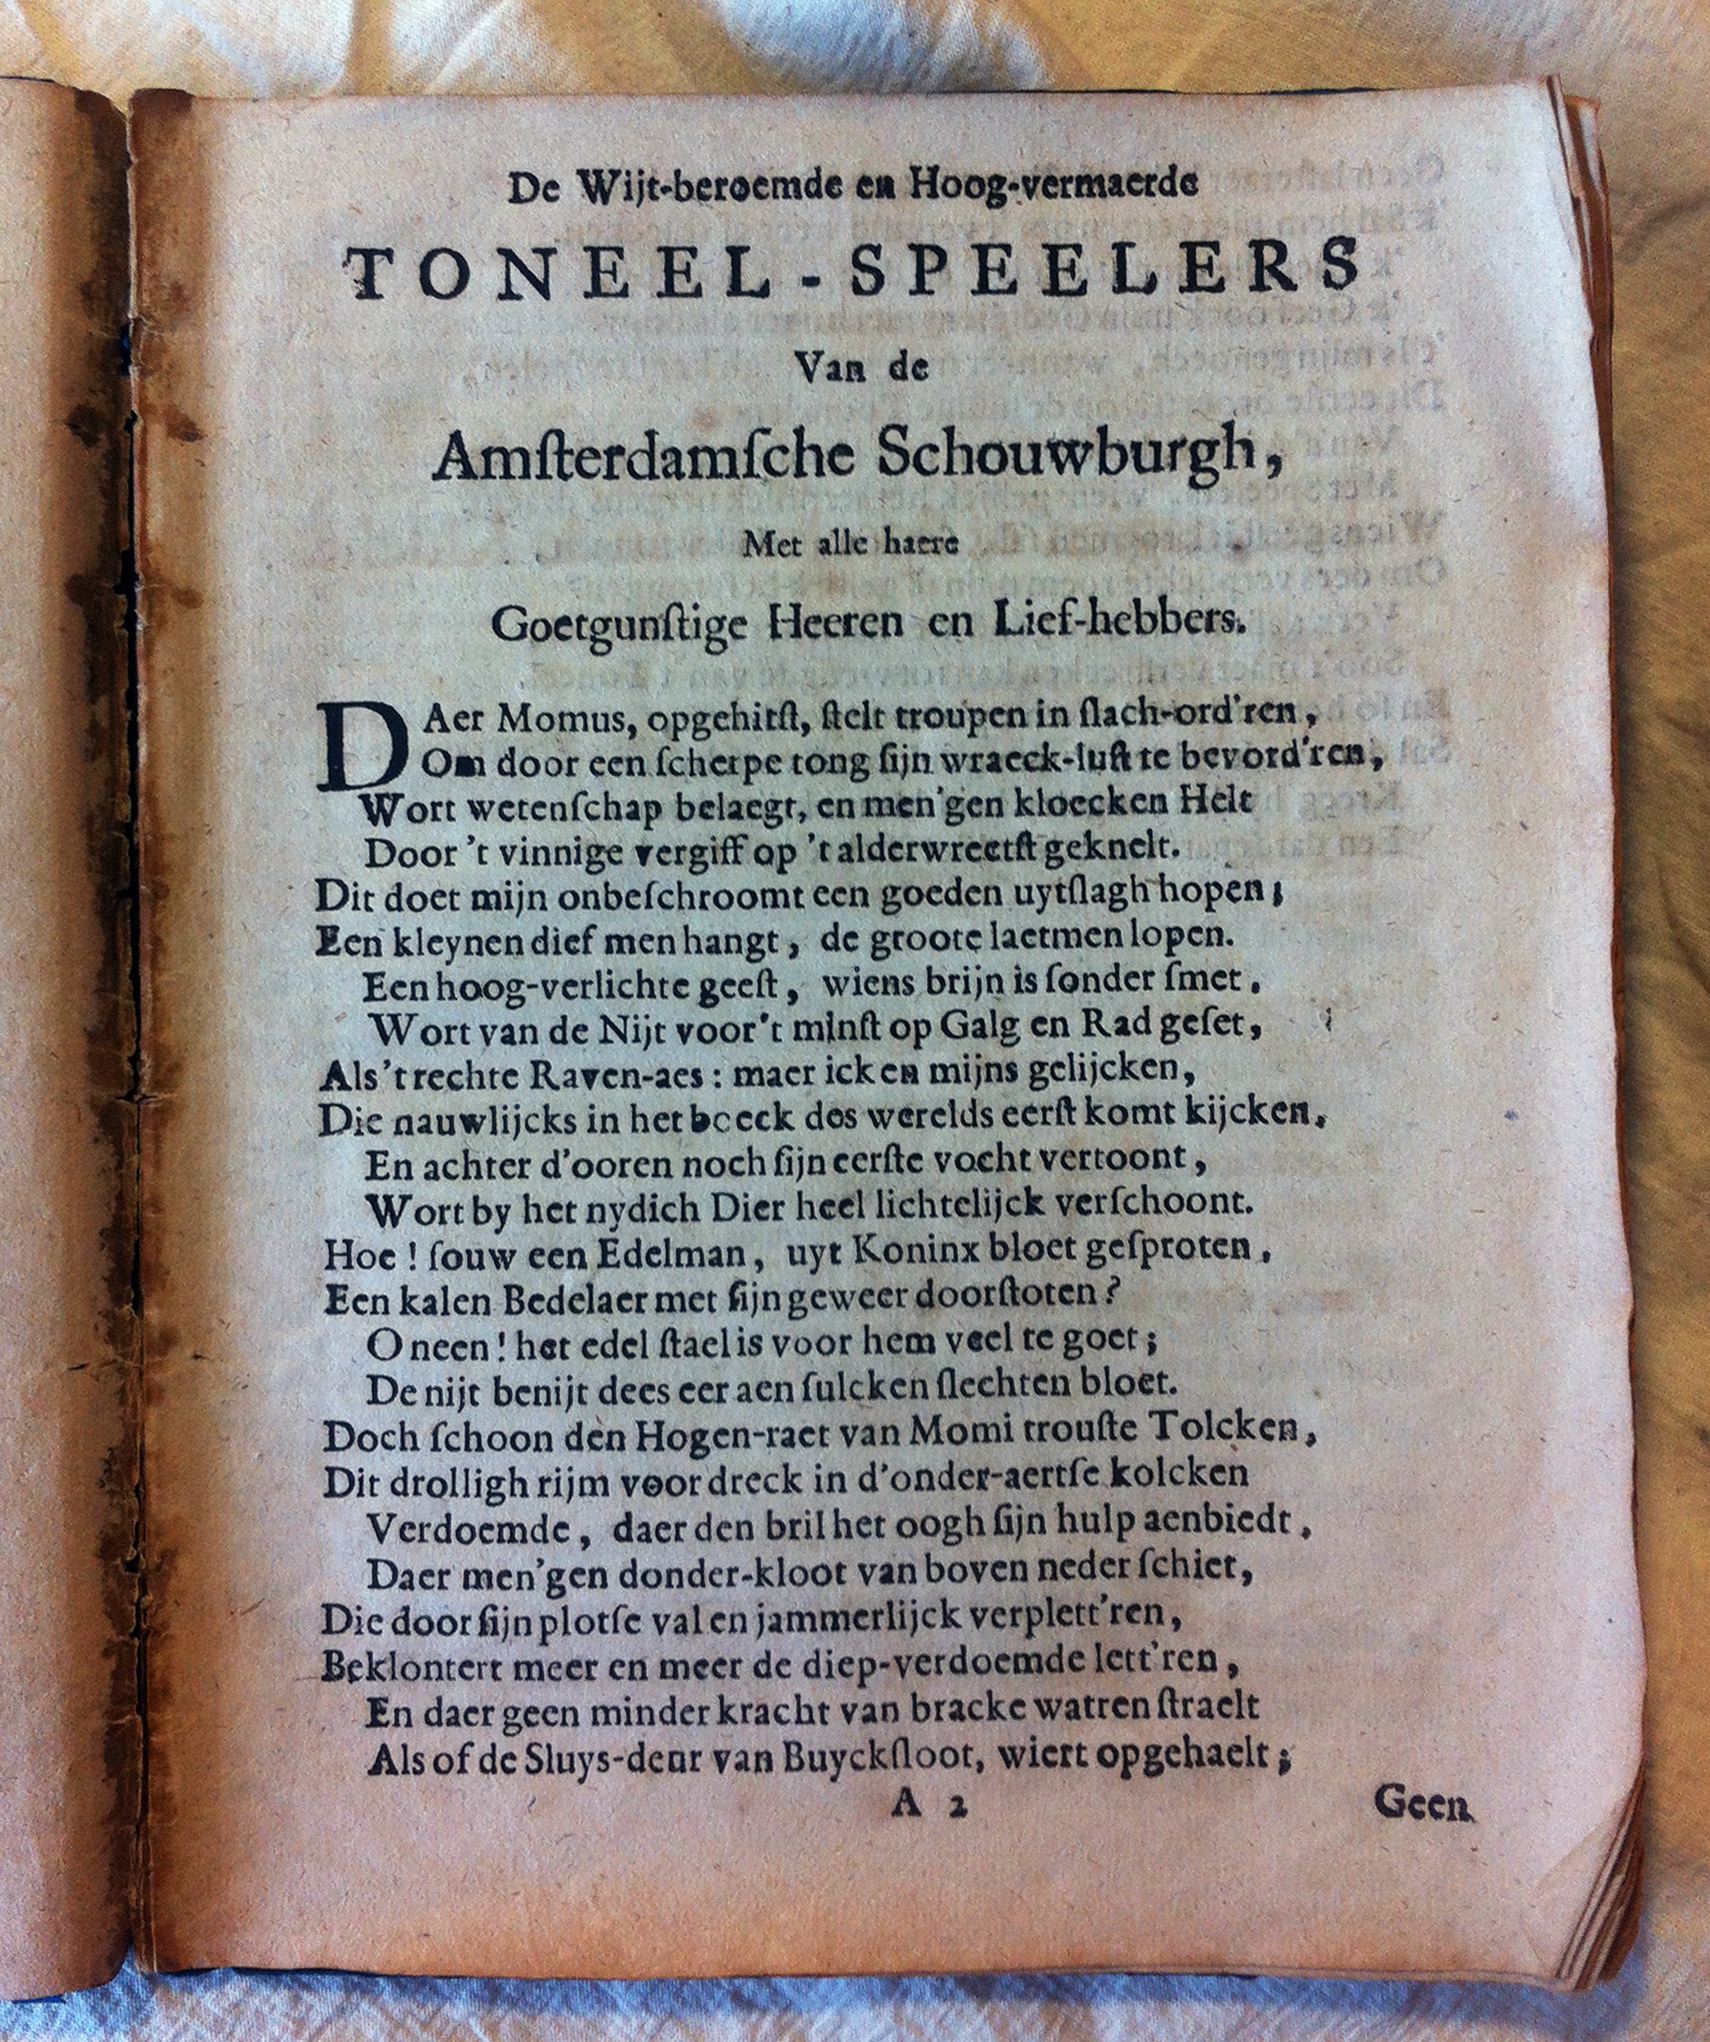 De Wijt-beroemde en Hoog-vermaerde
TONEEL-SPEELERS
Van de
Amſterdamſche Schouwburgh,
Met alle haere
Goetgunſtige Heeren en Lief-hebbers.
DAer Momus, opgehitſt, ſtelt troupen in ſlach-ord'ren,
Om door een ſcherpe tong ſijn wraeck-luſt te bevord'ren,
Wort wetenſchap belaegt, en men'gen kloecken Helt
Door 't vinnige vergiff op 't alderwreetſt geknelt.
Dit doet mijn onbeſchroomt een goeden uytſlagh hopen;
Een kleynen dief men hangt, de groote laetmen lopen.
Een hoog-verlichte geeſt, wiens brijn is ſonder ſmet.
Wort van de Nijt voor't minſt op Galg en Rad geſet,
Als't rechte Raven-aes: maer ick en mijns gelijcken,
Die nauwlijcks in het boeck des werelds eerſt komt kijcken.
En achter d'ooren noch ſijn eerſte vocht vertoont,
Wort by het nydich Dier heel lichtelijck verſchoont.
Hoe! ſouw een Edelman, uyt Koninx bloet geſproten.
Een kalen Bedelaer met ſijn geweer doorſtoten?
O neen! het edel ſtael is voor hem veel te goet;
De nijt benijt dees eer aen ſulcken ſlechten bloet.
Doch ſchoon den Hogen-raet van Momi trouſte Tolcken,
Dit drolligh rijm voor dreck in d'onder-aertſe kolcken
Verdoemde, daer den bril het oogh ſijn hulp aenbiedt.
Daer men'gen donder-kloot van boven neder ſchiet,
Die door ſijn plotſe val en jammerlijck verplett'ren,
Beklontert meer en meer de diep-verdoemde lett'ren,
En daer geen minder kracht van bracke watren ſtraelt
Als of de Sluys-deur van Buyckſloot, wiert opgehaelt;
A 2 Geen